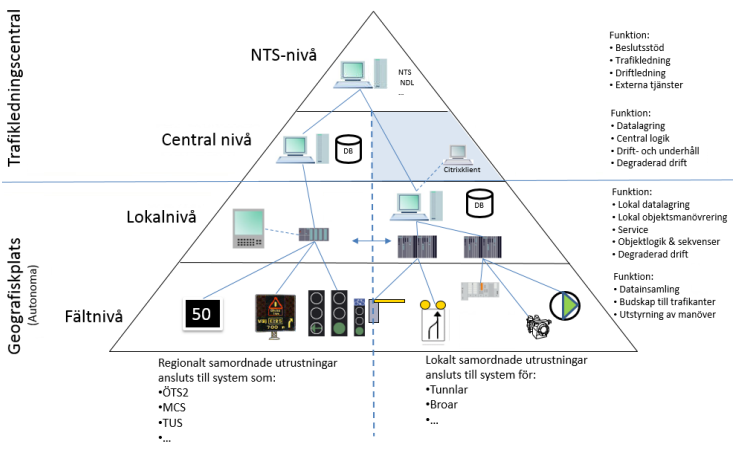 Trafikledningscentral
Geografiskplats
(Autonoma)
NTS-nivå
NTS
NDL
...
Funktion:
• Beslutsstöd
• Trafikledning
• Driftledning
• Externa tjänster
Central nivå
DB
Citrixklient
Funktion:
• Datalagring
• Central logik
• Drift- och underhåll
• Degraderad drift
Lokalnivå
DB
Funktion:
• Lokal datalagring
• Lokal objektsmanövrering
• Service
• Objektlogik & sekvenser
• Degraderad drift
Fältnivå
50
700 M
Funktion:
• Datainsamling
• Budskap till trafikanter
• Utstyrning av manöver
Regionalt samordnade utrustningar
ansluts till system som:
•ÖTS2
•MCS
•TUS
•...
Lokalt samordnade utrustningar
ansluts till system för:
•Tunnlar
•Broar
•...